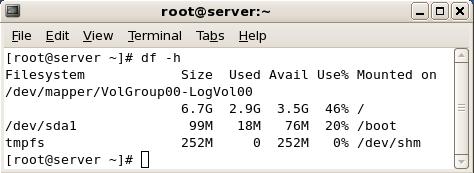 root@server:~
File Edit View Terminal Tabs Help
[root@server ~]# df -h
Filesystem            Size  Used Avail Use% Mounted on
/dev/mapper/VolGroup00-LogVol00
                      6.7G  2.9G  3.5G  46% /
/dev/sda1              99M   18M   76M  20% /boot
tmpfs                 252M     0  252M   0% /dev/shm
[root@server ~]#